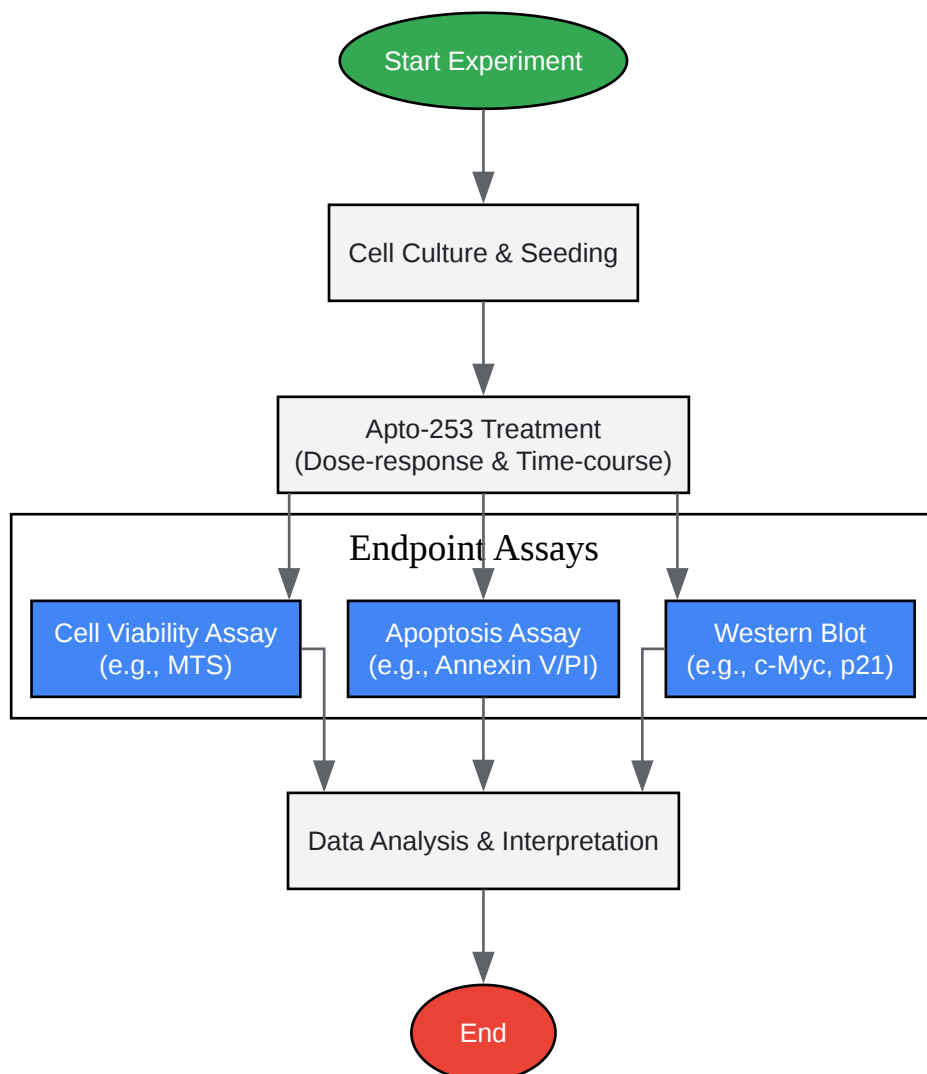 Start Experiment
Cell Culture & Seeding
Apto-253 Treatment
(Dose-response & Time-course)
Endpoint Assays
Cell Viability Assay
(e.g., MTS)
Apoptosis Assay
(e.g., Annexin V/PI)
Western Blot
(e.g., c-Myc, p21)
Data Analysis & Interpretation
End